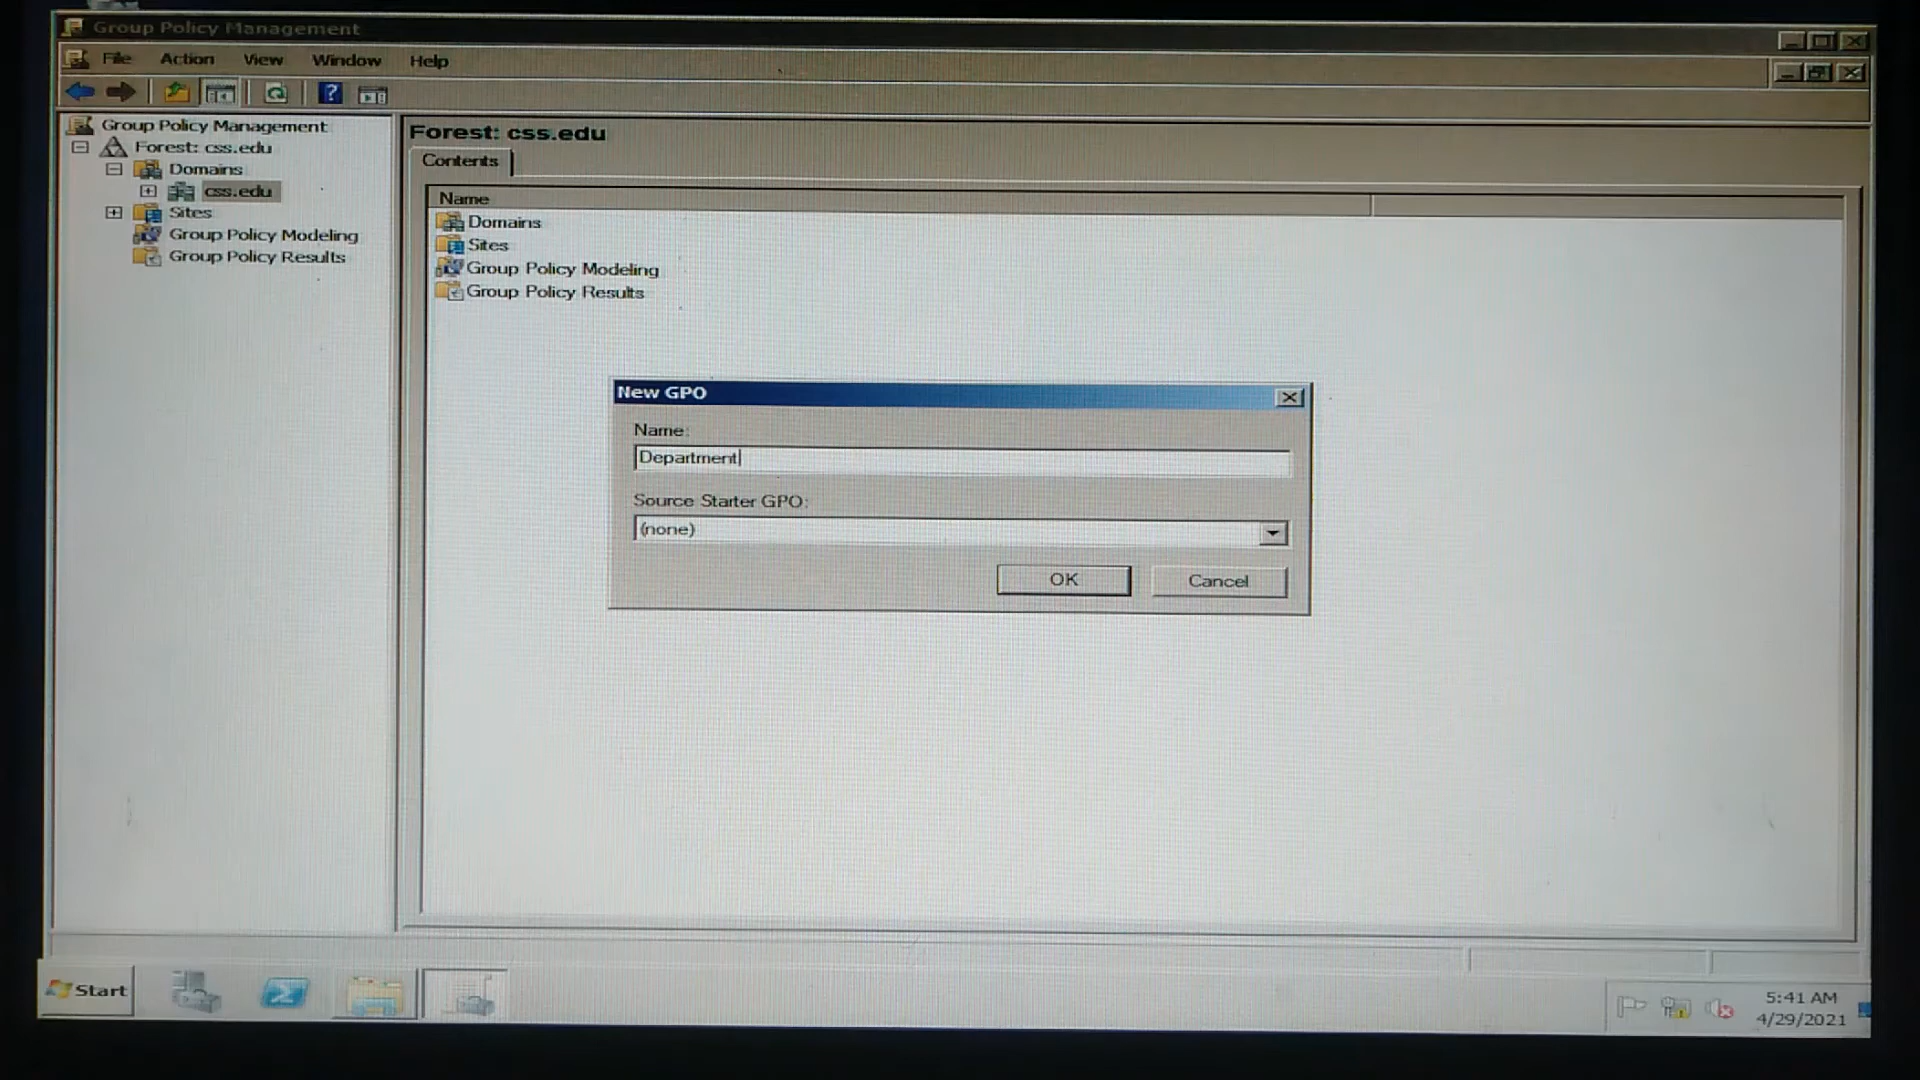 Group Policy Management
File Action View Window Help
Group Policy Management
Forest: css.edu
Domains
css.edu
Sites
Group Policy Modeling
Group Policy Results
Forest: css.edu
Contents
Name
Domains
Sites
Group Policy Modeling
Group Policy Results
New GPO
Name:
Department
Source Starter GPO:
(none)
OK Cancel
Start
5:41 AM
4/29/2021